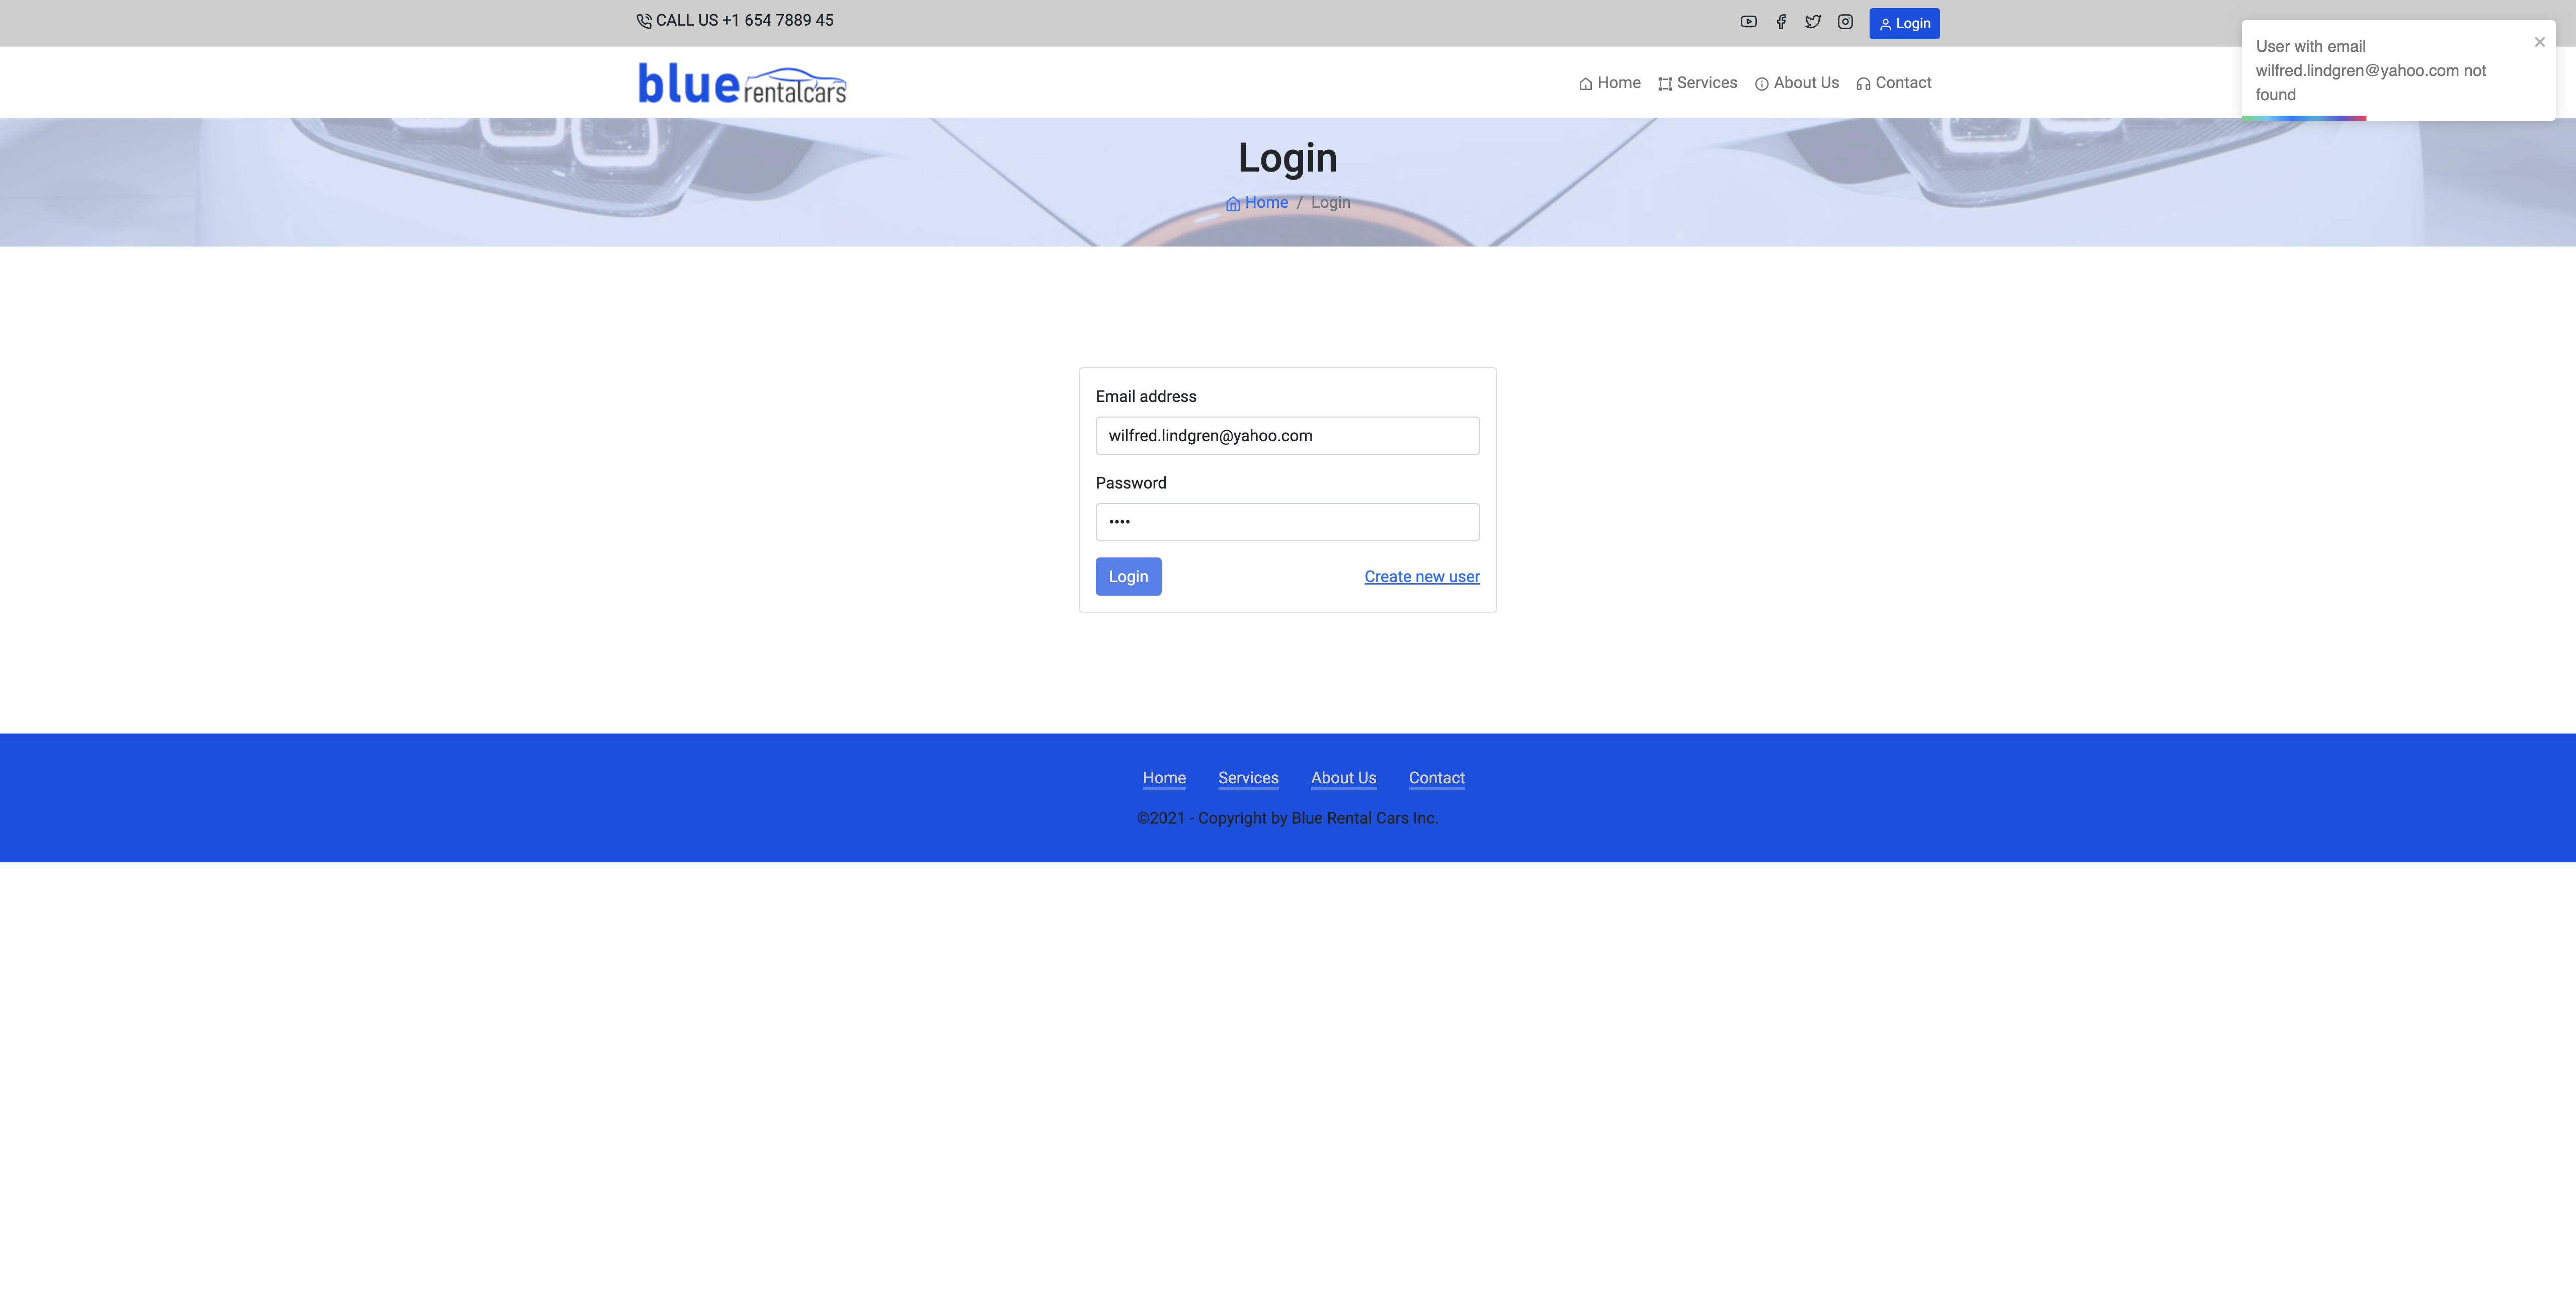 CALL US +1 654 7889 45
Login
User with email
wilfred.lindgren@yahoo.com not
found
blue rentalcars
Home Services About Us Contact
Login
Home / Login
Email address
wilfred.lindgren@yahoo.com
Password
••••
Login Create new user
Home Services About Us Contact
©2021 - Copyright by Blue Rental Cars Inc.